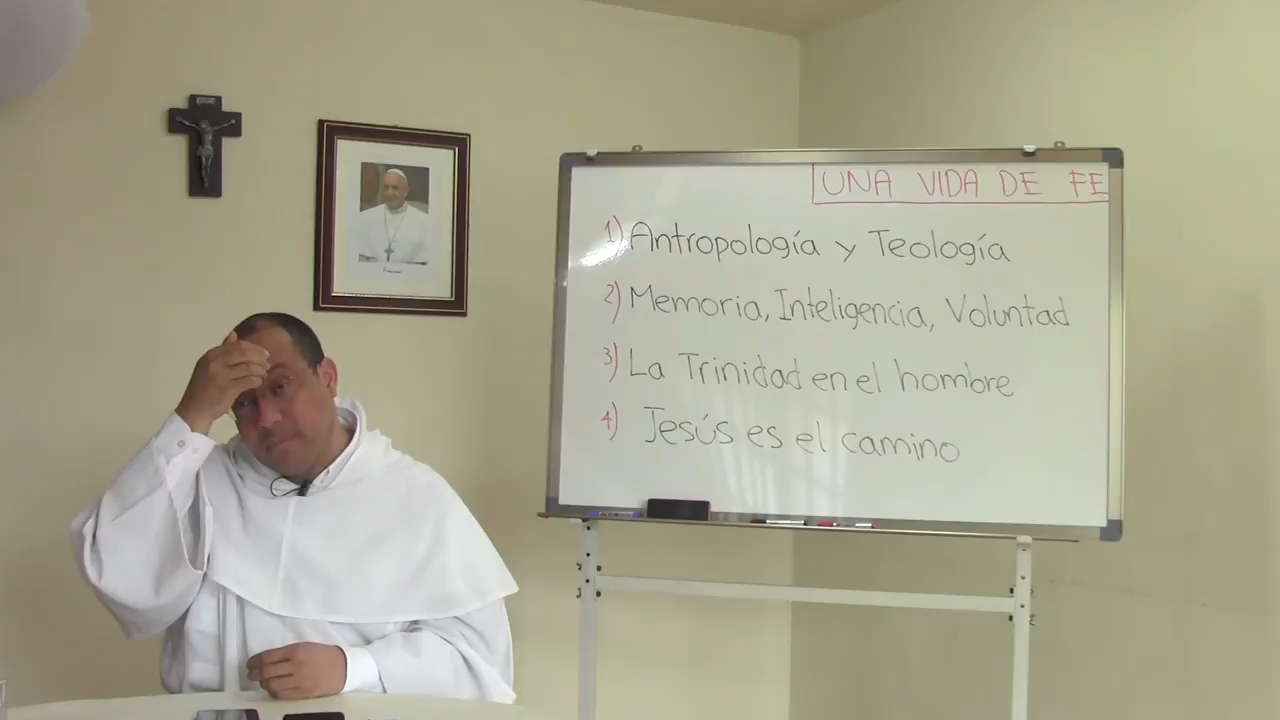 UNA VIDA DE FE
1) Antropología y Teología
2) Memoria, Inteligencia, Voluntad
3) La Trinidad en el hombre
4) Jesús es el camino